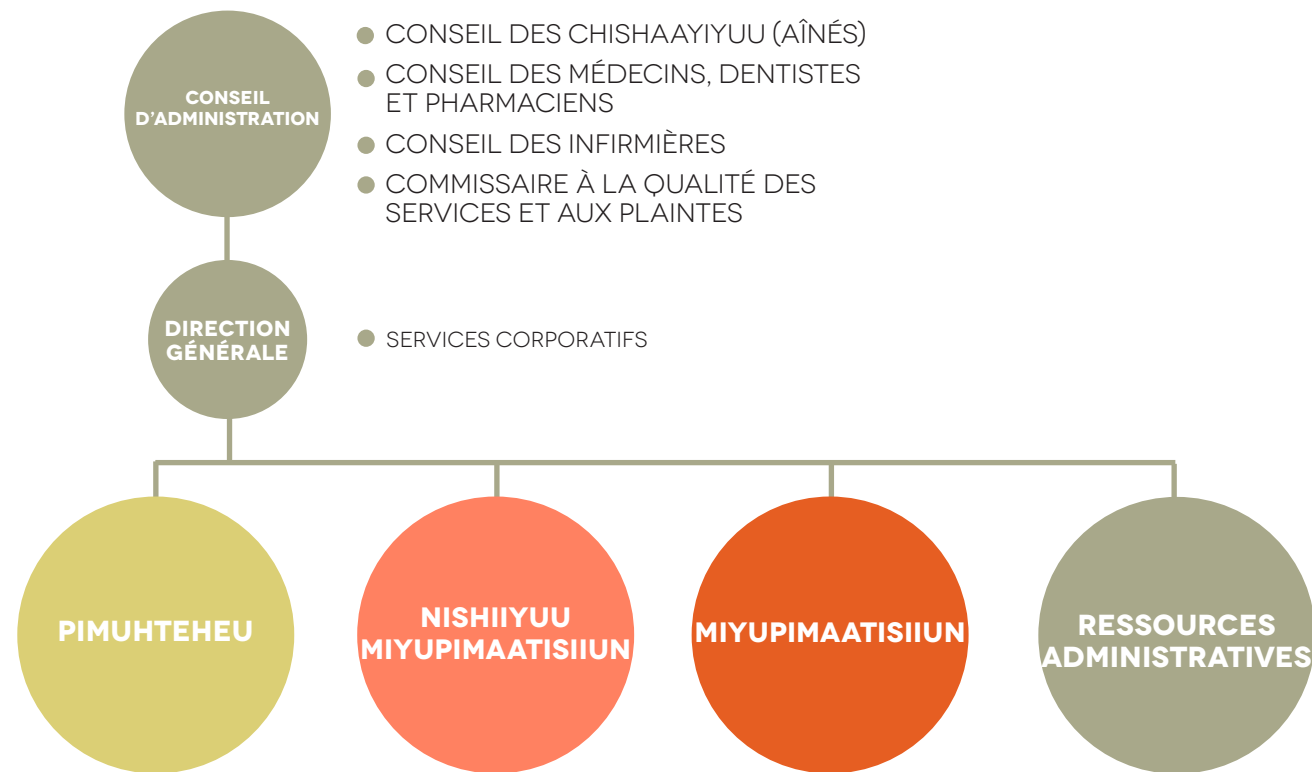 CONSEIL
D'ADMINISTRATION
CONSEIL DES CHISHAAYIYUU (AÎNÉS)
CONSEIL DES MÉDECINS, DENTISTES
ET PHARMACIENS
CONSEIL DES INFIRMIÈRES
COMMISSAIRE À LA QUALITÉ DES
SERVICES ET AUX PLAINTES
DIRECTION
GÉNÉRALE
SERVICES CORPORATIFS
PIMUHTEHEU
NISHIIYUU
MIYUPIMAATISIIUN
MIYUPIMAATISIIUN
RESSOURCES
ADMINISTRATIVES